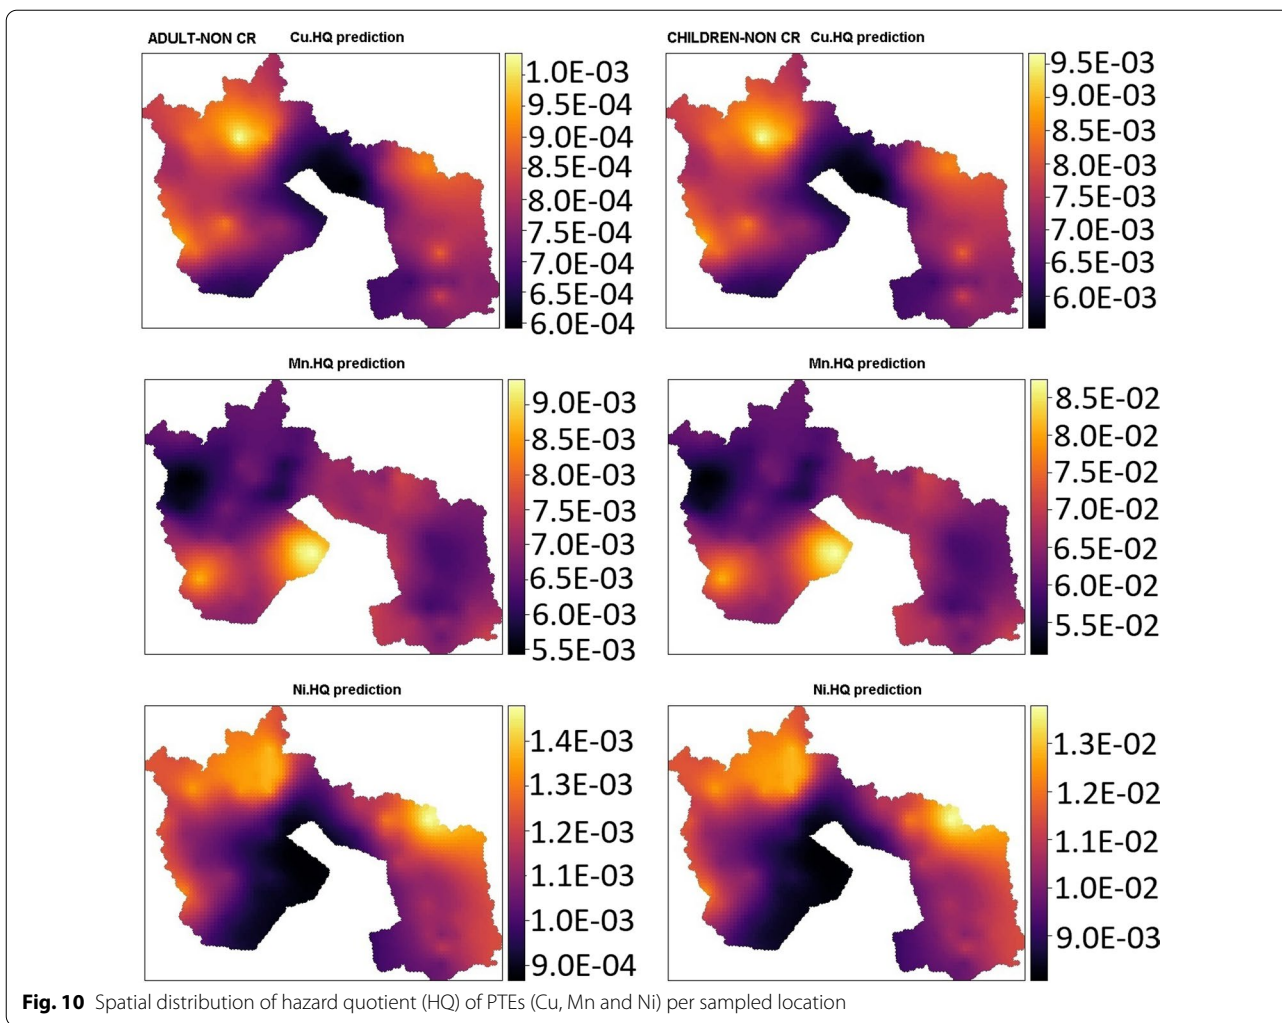 ADULT-NON CR Cu.HQ prediction
1.0E-03
9.5E-04
9.0E-04
8.5E-04
8.0E-04
7.5E-04
7.0E-04
6.5E-04
6.0E-04
CHILDREN-NON CR Cu.HQ prediction
9.5E-03
9.0E-03
8.5E-03
8.0E-03
7.5E-03
7.0E-03
6.5E-03
6.0E-03
Mn.HQ prediction
9.0E-03
8.5E-03
8.0E-03
7.5E-03
7.0E-03
6.5E-03
6.0E-03
5.5E-03
Mn.HQ prediction
8.5E-02
8.0E-02
7.5E-02
7.0E-02
6.5E-02
6.0E-02
5.5E-02
Ni.HQ prediction
1.4E-03
1.3E-03
1.2E-03
1.1E-03
1.0E-03
9.0E-04
Ni.HQ prediction
1.3E-02
1.2E-02
1.1E-02
1.0E-02
9.0E-03
Fig. 10 Spatial distribution of hazard quotient (HQ) of PTEs (Cu, Mn and Ni) per sampled location